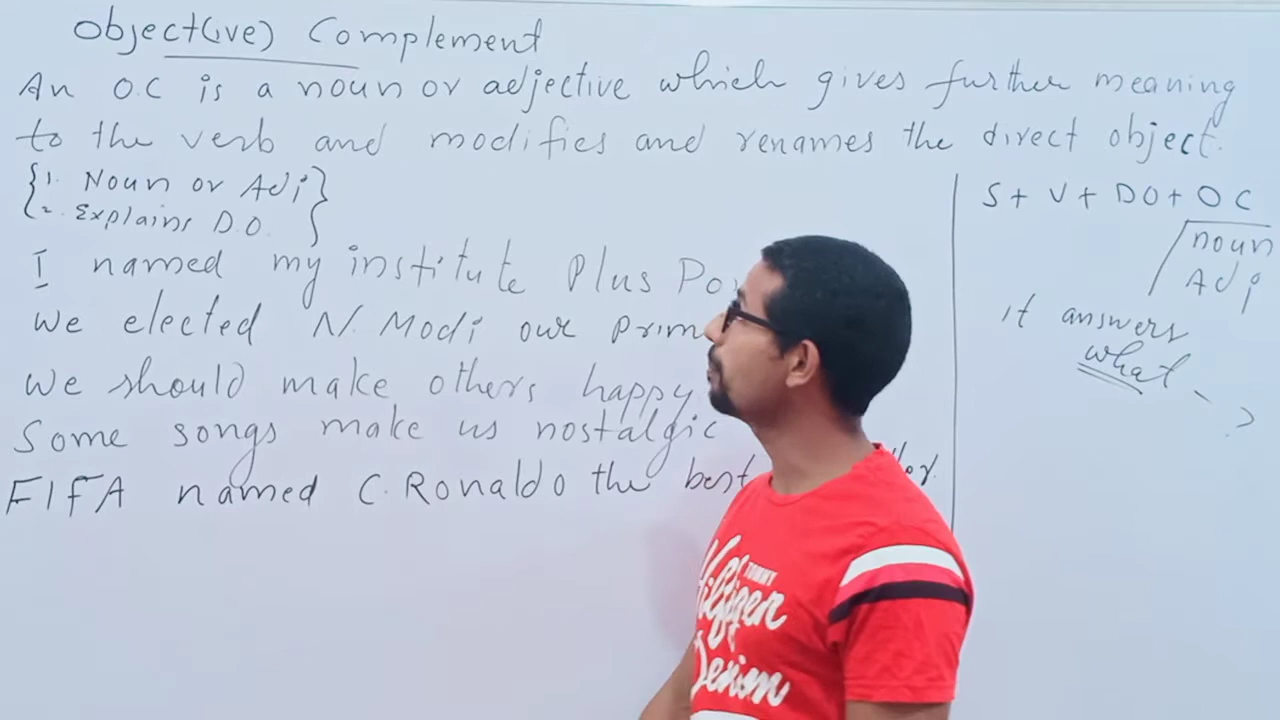 Object(ive) Complement
An O.C is a noun or adjective which gives further meaning
to the verb and modifies and renames the direct object.
1. Noun or Adj
2. Explains D.O.
I named my institute Plus
We elected N. Modi our
We should make others happy
Some songs make us nostalgic
FIFA named C. Ronaldo the best
S + V + DO + OC
noun
Adj
It answers
what - ?
TOMMY
Hilfiger
Denim